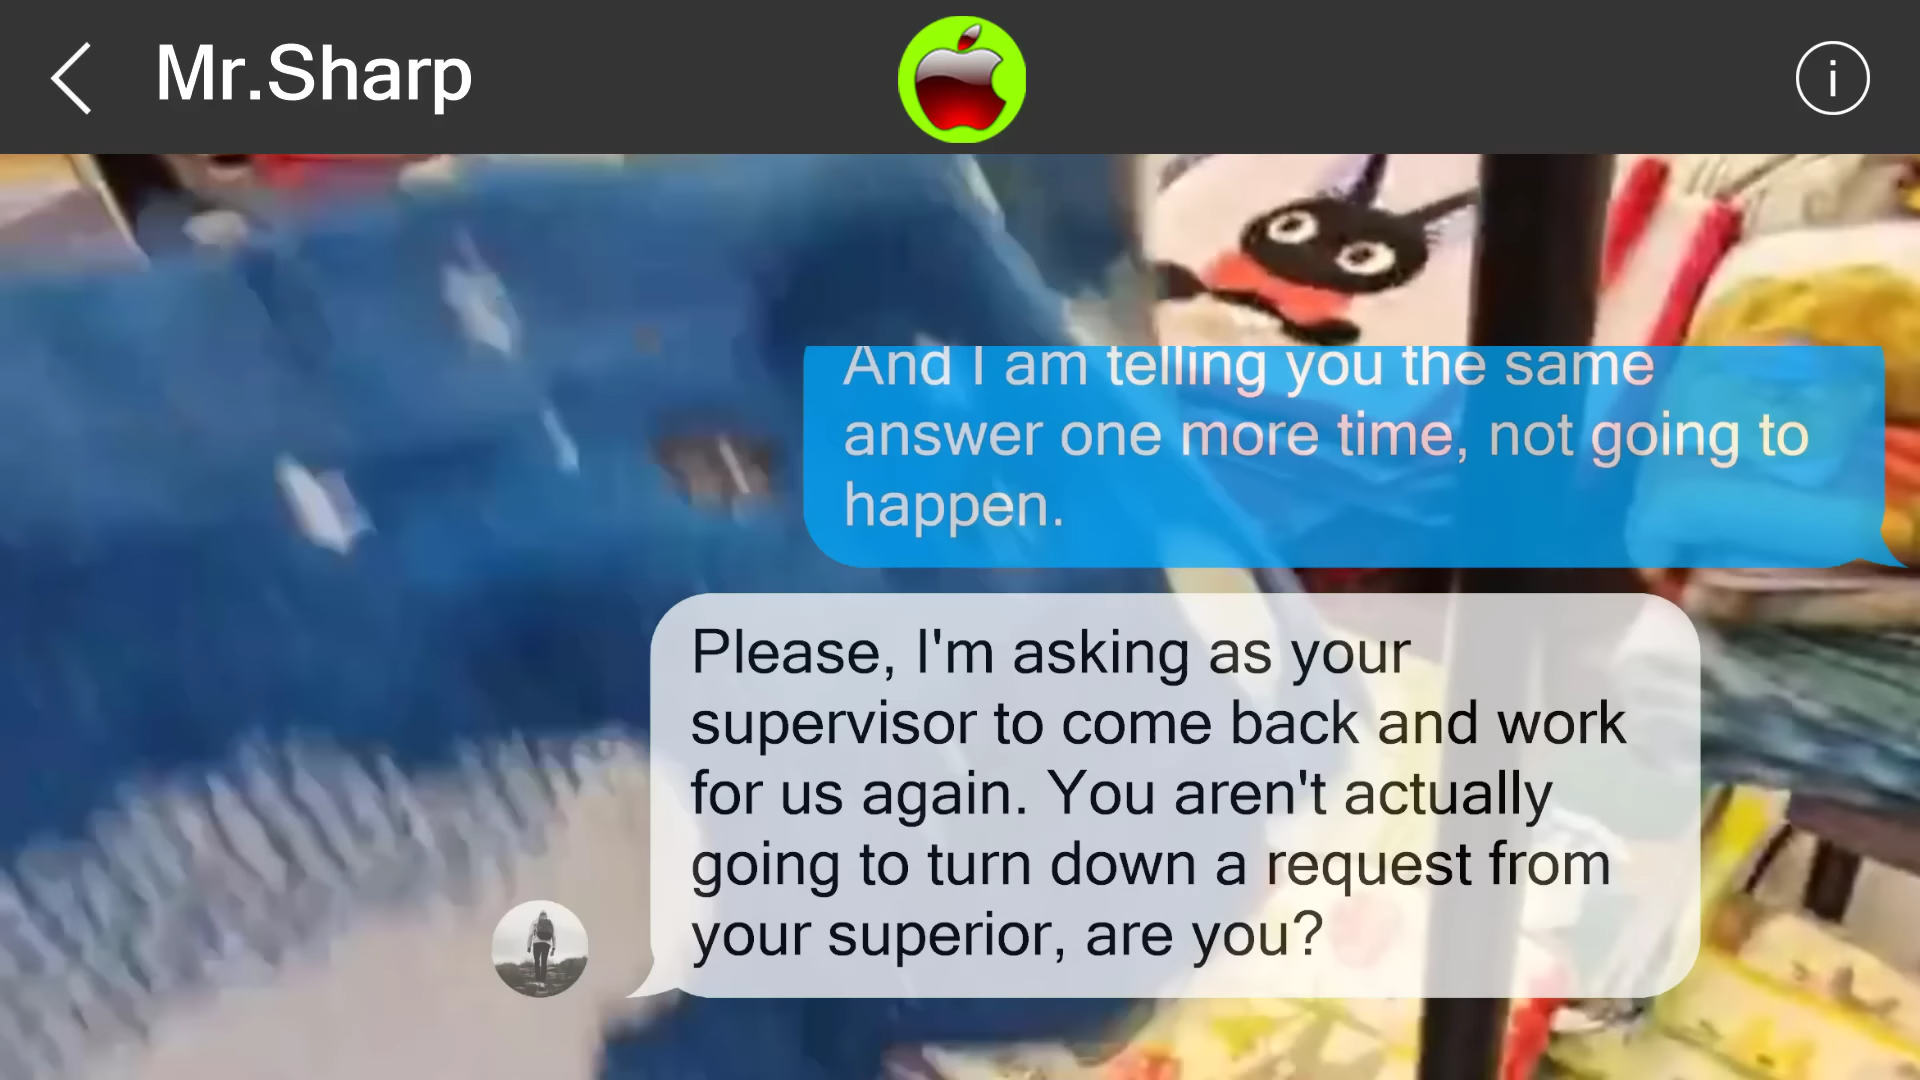 Mr.Sharp
i
And I am telling you the same
answer one more time, not going to
happen.
Please, I'm asking as your
supervisor to come back and work
for us again. You aren't actually
going to turn down a request from
your superior, are you?